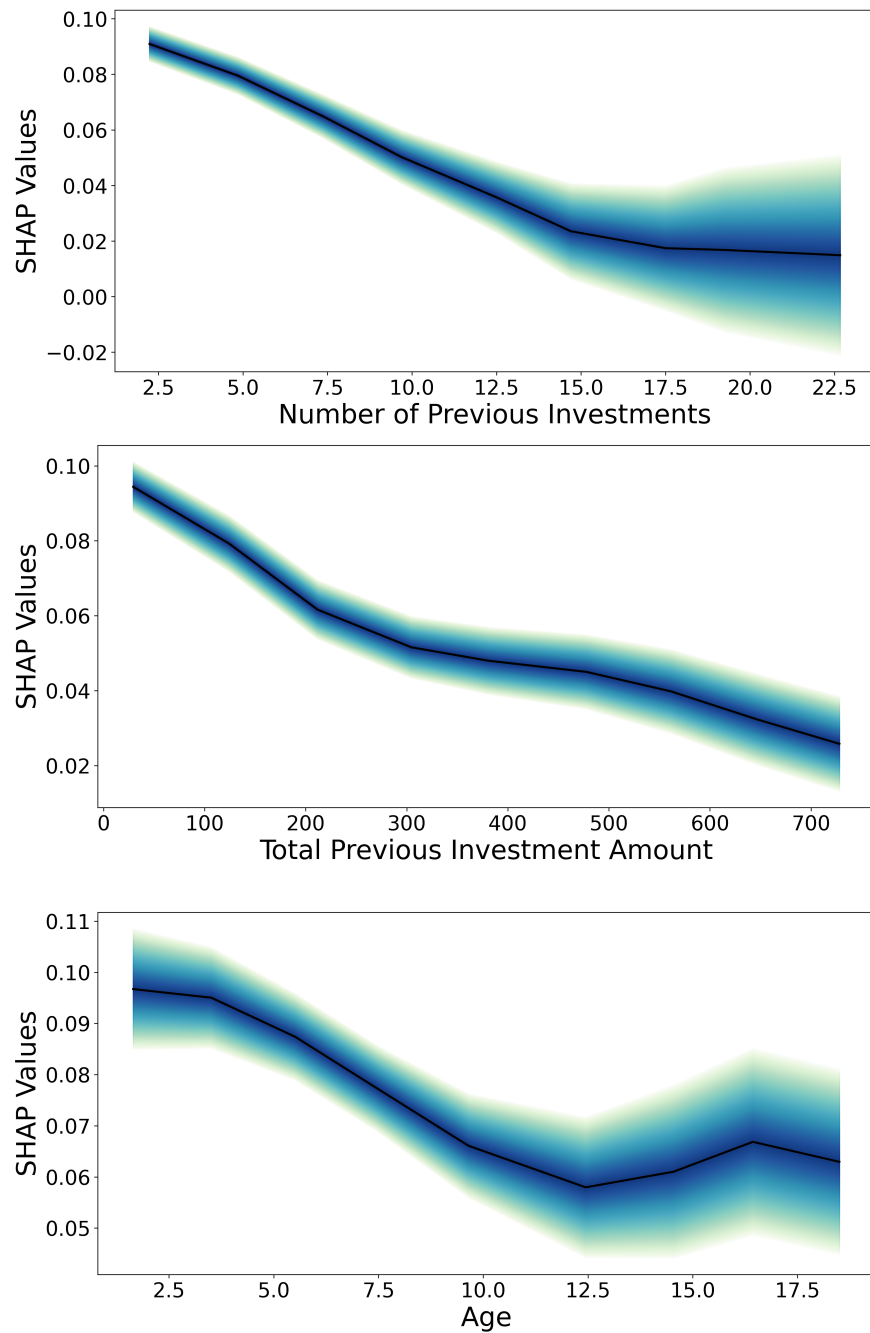 0.10
0.08
0.06
0.04
0.02
0.00
−0.02
SHAP Values
2.5 5.0 7.5 10.0 12.5 15.0 17.5 20.0 22.5
Number of Previous Investments
0.10
0.08
0.06
0.04
0.02
SHAP Values
0 100 200 300 400 500 600 700
Total Previous Investment Amount
0.11
0.10
0.09
0.08
0.07
0.06
0.05
SHAP Values
2.5 5.0 7.5 10.0 12.5 15.0 17.5
Age